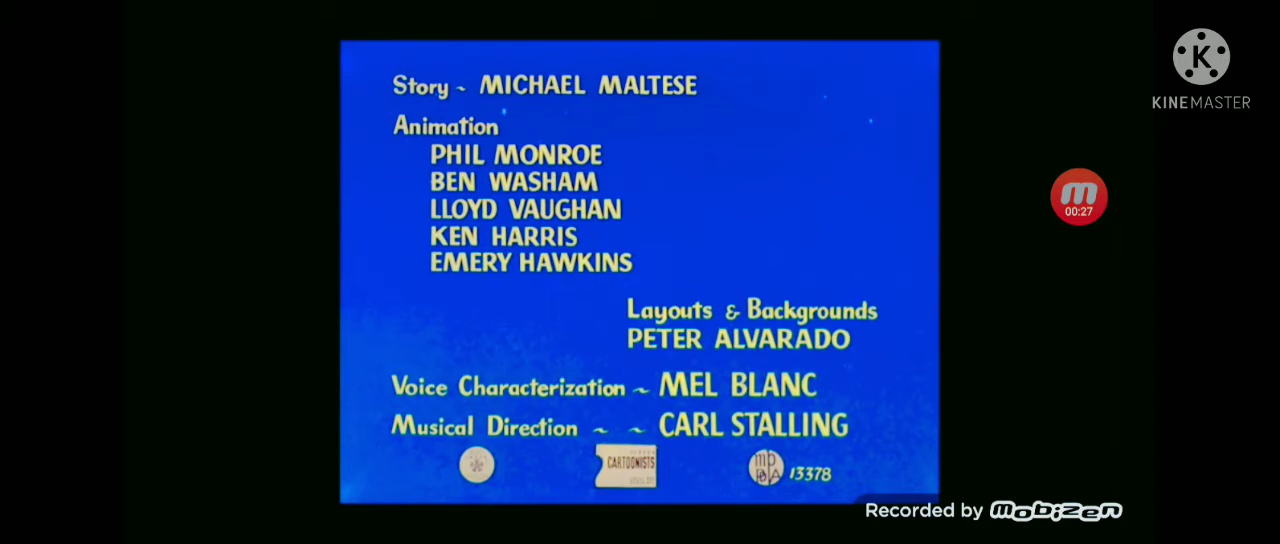 Story ~ MICHAEL MALTESE
Animation
PHIL MONROE
BEN WASHAM
LLOYD VAUGHAN
KEN HARRIS
EMERY HAWKINS
Layouts & Backgrounds
PETER ALVARADO
Voice Characterization ~ MEL BLANC
Musical Direction ~ ~ CARL STALLING
CARTOONISTS
MPPDA 13378
K
KINEMASTER
m
00:27
Recorded by mobizen